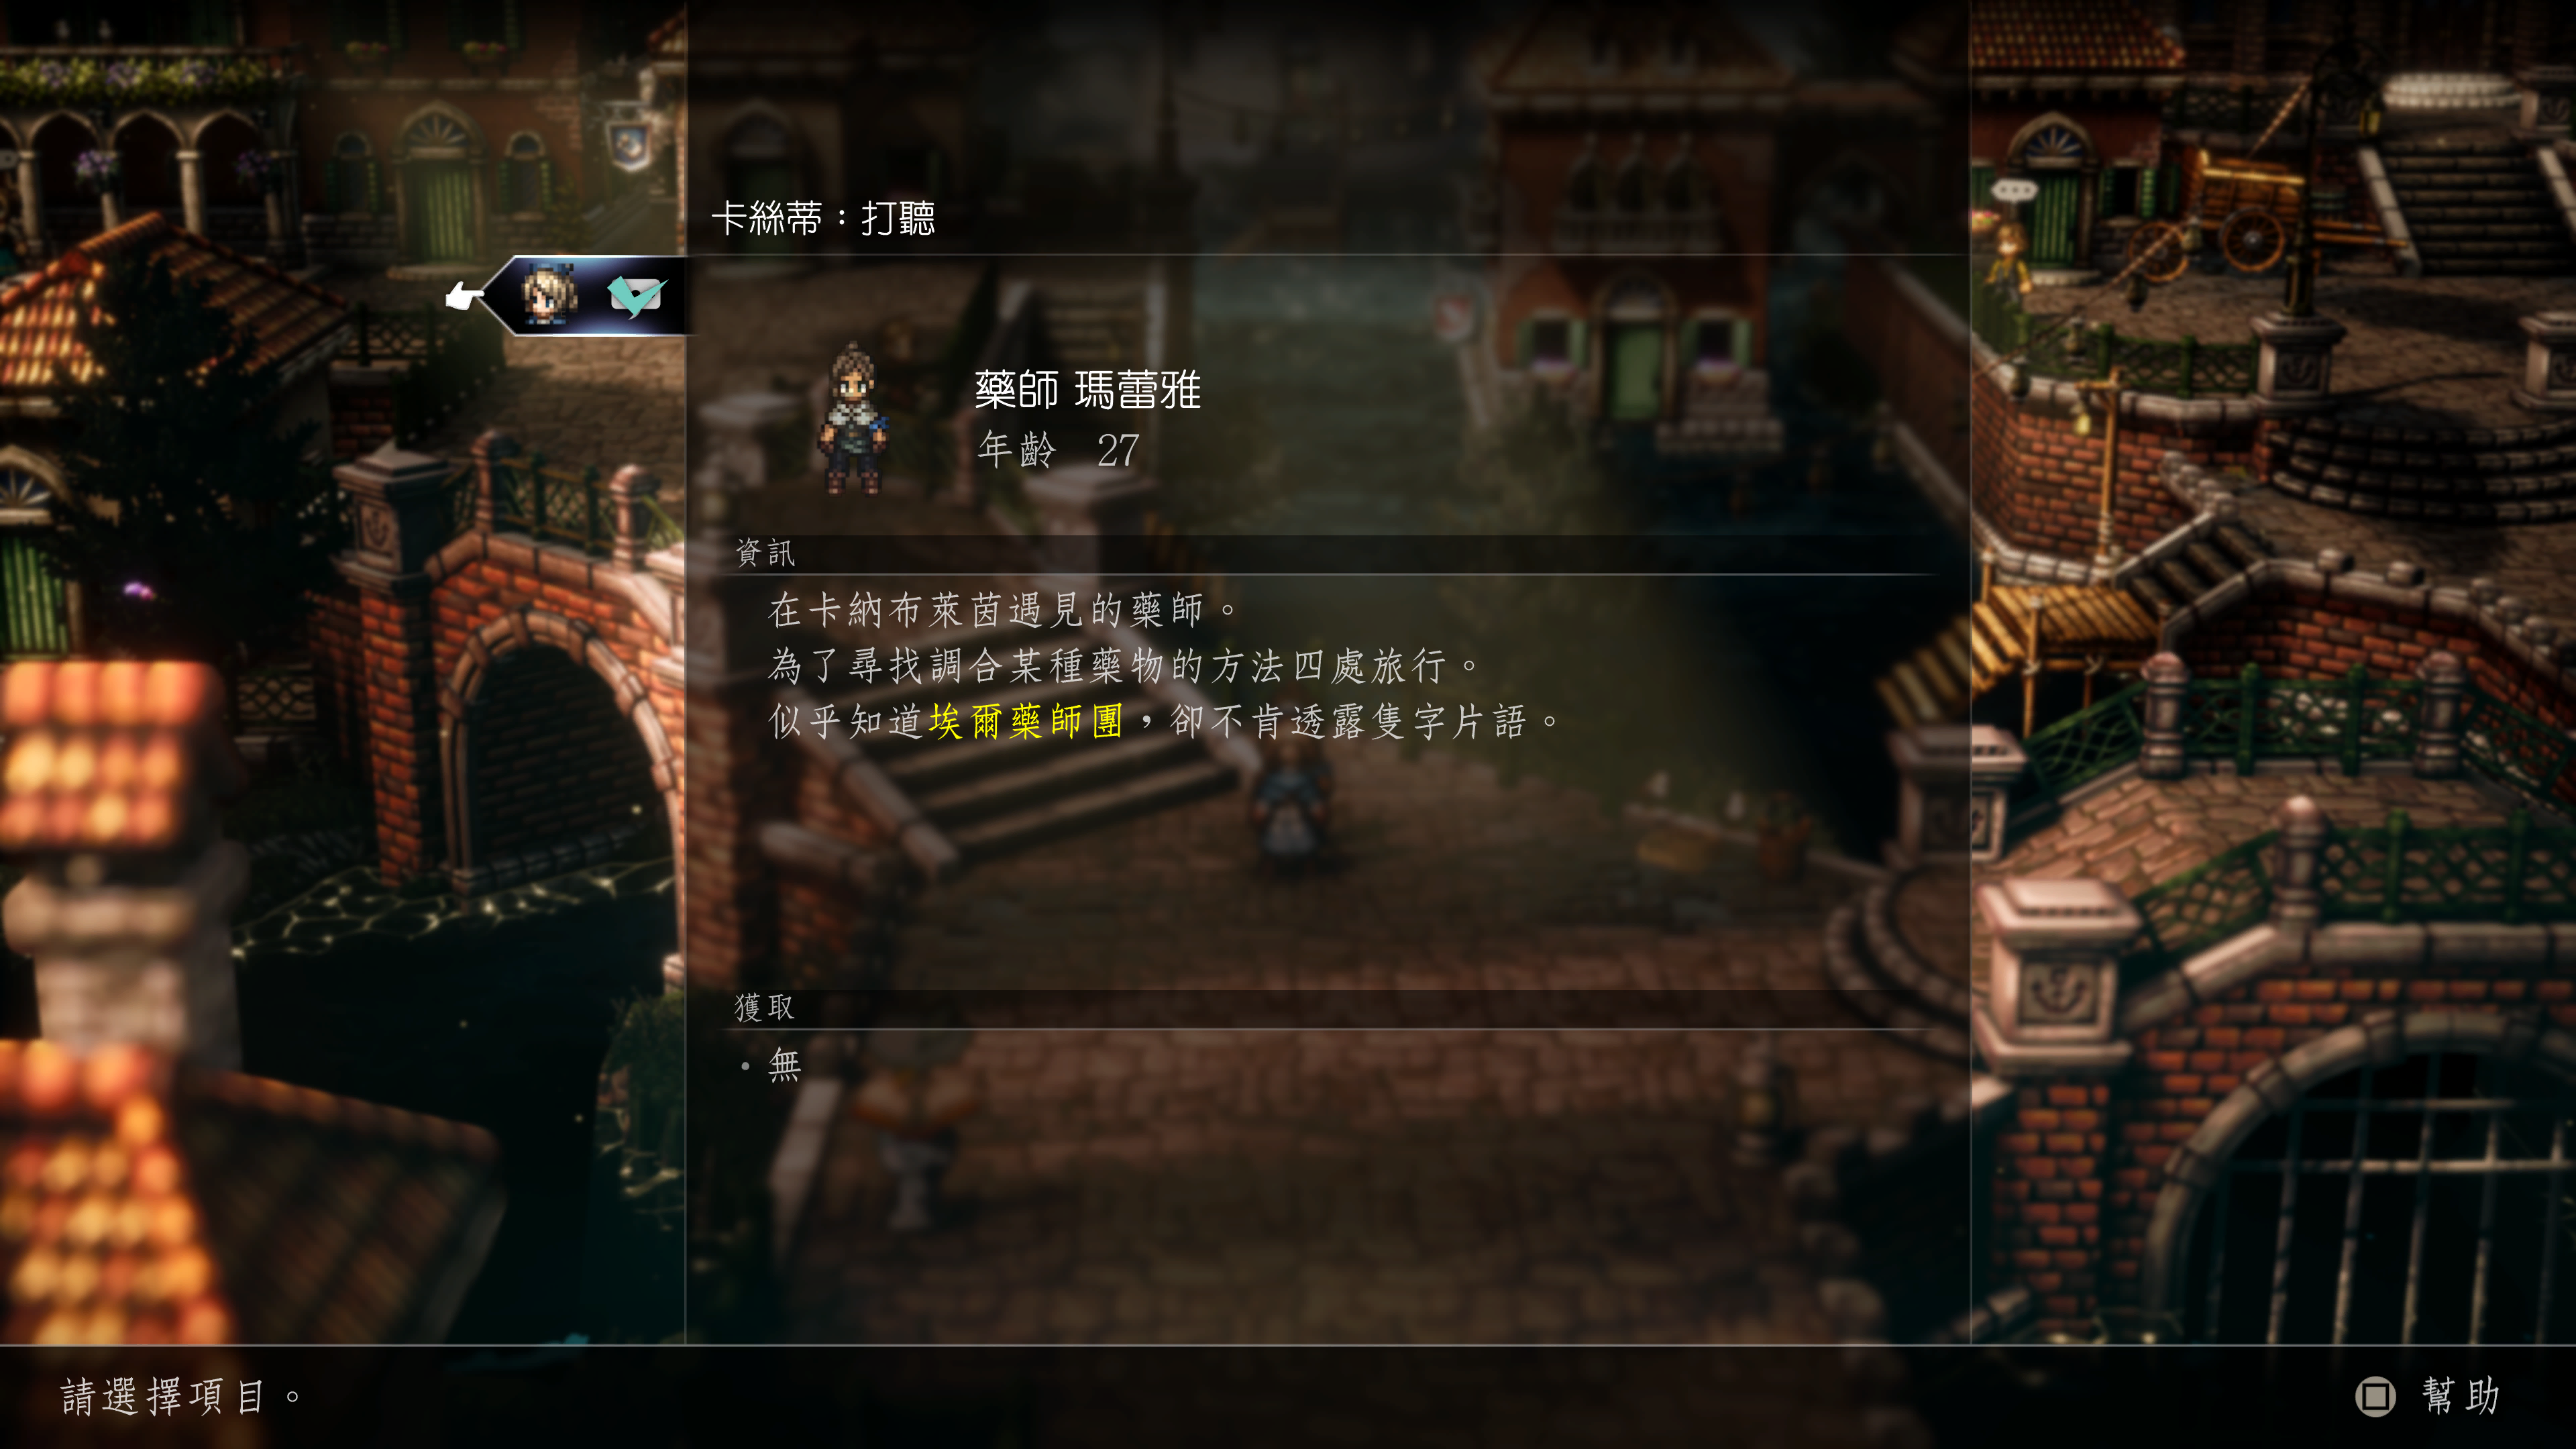 卡絲蒂：打聽
藥師 瑪蕾雅
年齡 27
資訊
在卡納布萊茵遇見的藥師。
為了尋找調合某種藥物的方法四處旅行。
似乎知道埃爾藥師團，卻不肯透露隻字片語。
獲取
・無
請選擇項目。
幫助